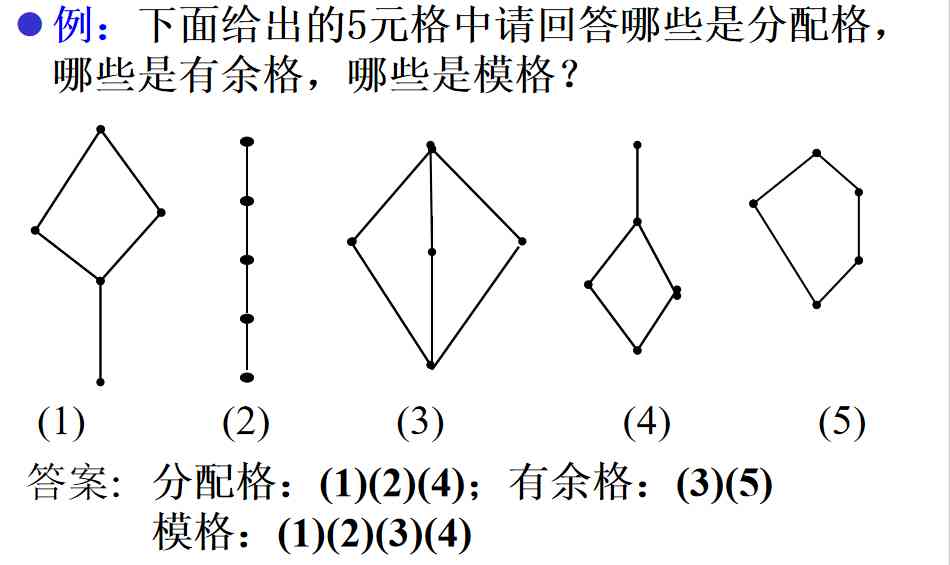 ● 例：下面给出的5元格中请回答哪些是分配格，
哪些是有余格，哪些是模格？
(1) (2) (3) (4) (5)
答案: 分配格：(1)(2)(4)；有余格：(3)(5)
模格：(1)(2)(3)(4)